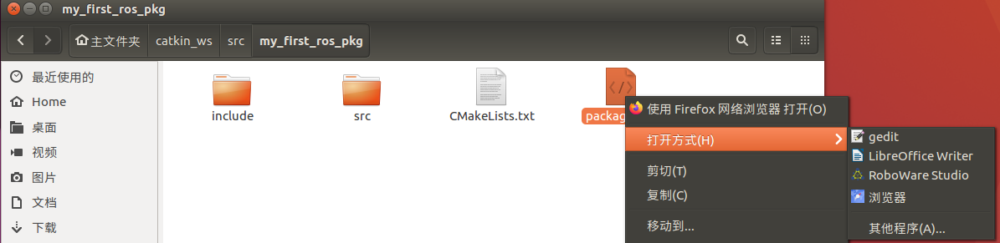 my_first_ros_pkg
主文件夹 catkin_ws src my_first_ros_pkg
最近使用的
Home
桌面
视频
图片
文档
下载
include
src
CMakeLists.txt
packag
使用 Firefox 网络浏览器 打开(O)
打开方式(H)
剪切(T)
复制(C)
移动到...
gedit
LibreOffice Writer
RoboWare Studio
浏览器
其他程序(A)...